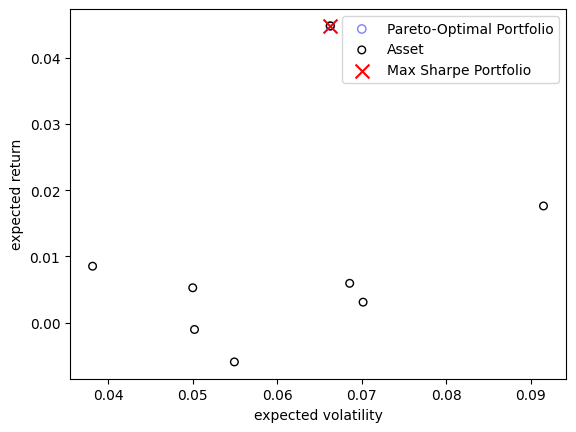 Pareto-Optimal Portfolio
Asset
Max Sharpe Portfolio
expected return
0.04
0.03
0.02
0.01
0.00
0.04 0.05 0.06 0.07 0.08 0.09
expected volatility